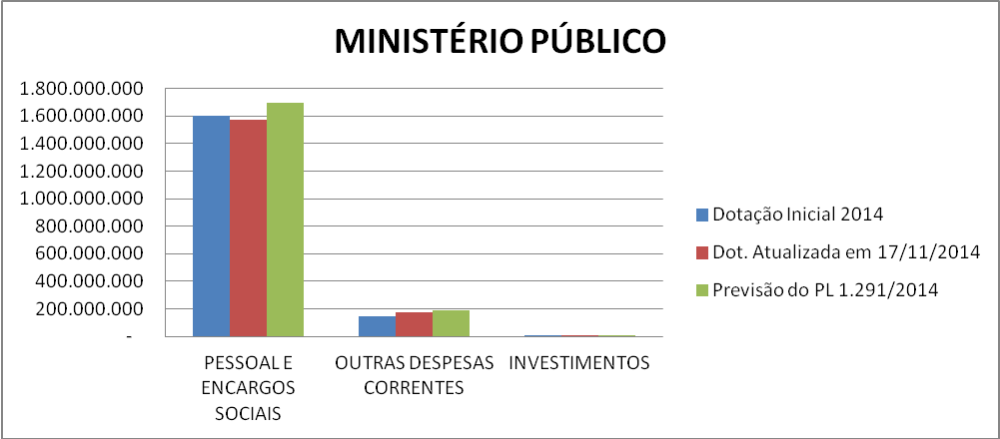 MINISTÉRIO PÚBLICO
1.800.000.000
1.600.000.000
1.400.000.000
1.200.000.000
1.000.000.000
800.000.000
600.000.000
400.000.000
200.000.000
-
PESSOAL E
ENCARGOS
SOCIAIS
OUTRAS DESPESAS
CORRENTES
INVESTIMENTOS
Dotação Inicial 2014
Dot. Atualizada em 17/11/2014
Previsão do PL 1.291/2014